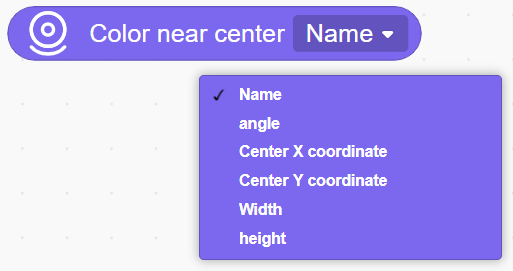 Color near center Name
Name
angle
Center X coordinate
Center Y coordinate
Width
height